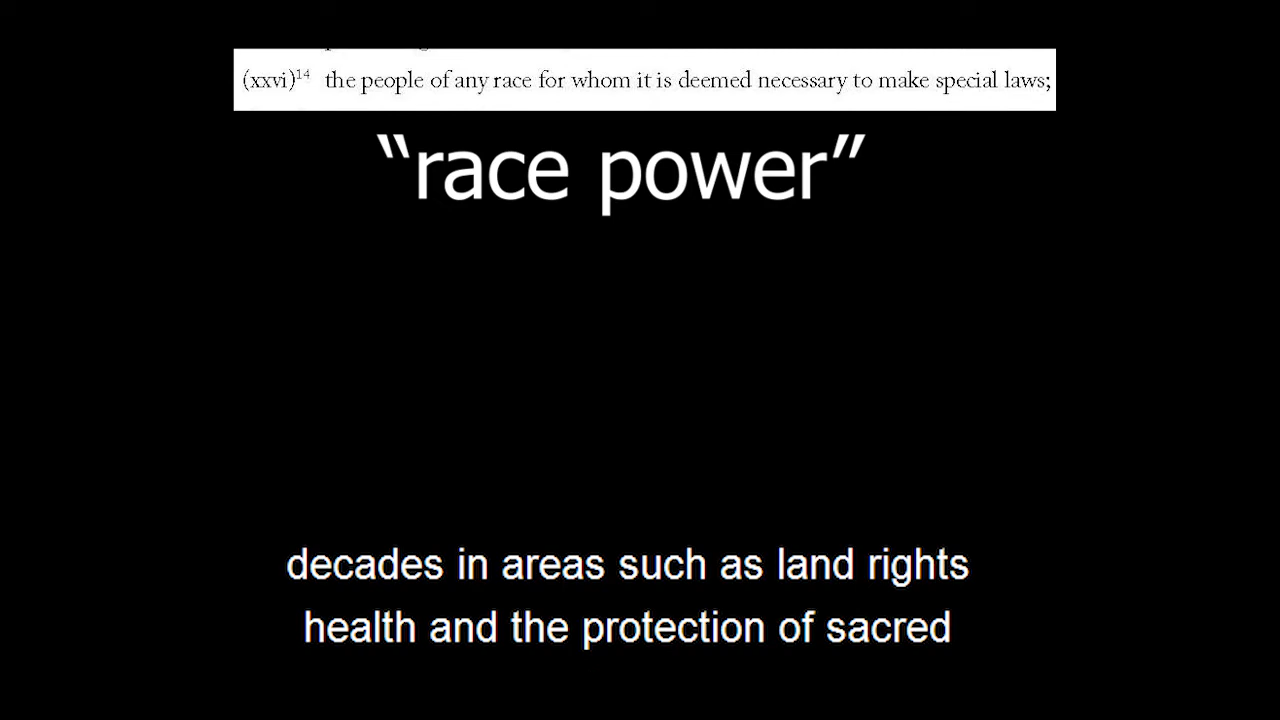 (xxvi)14 the people of any race for whom it is deemed necessary to make special laws;
“race power”
decades in areas such as land rights
health and the protection of sacred